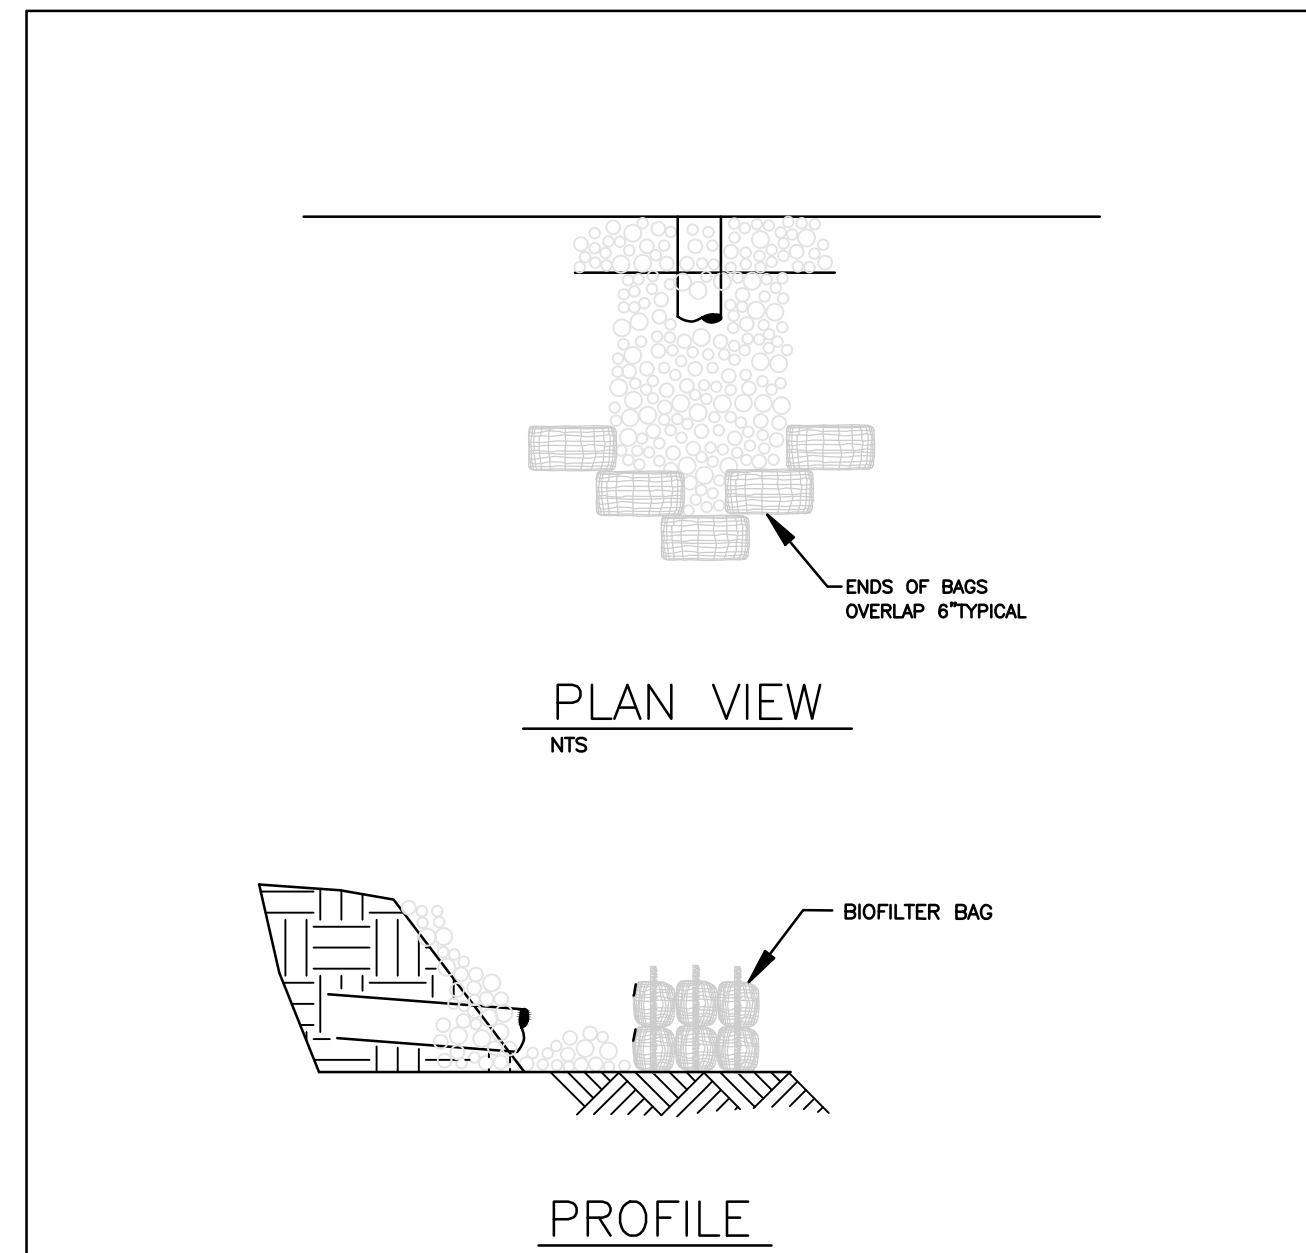 ENDS OF BAGS
OVERLAP 6"TYPICAL
PLAN VIEW
NTS
BIOFILTER BAG
PROFILE